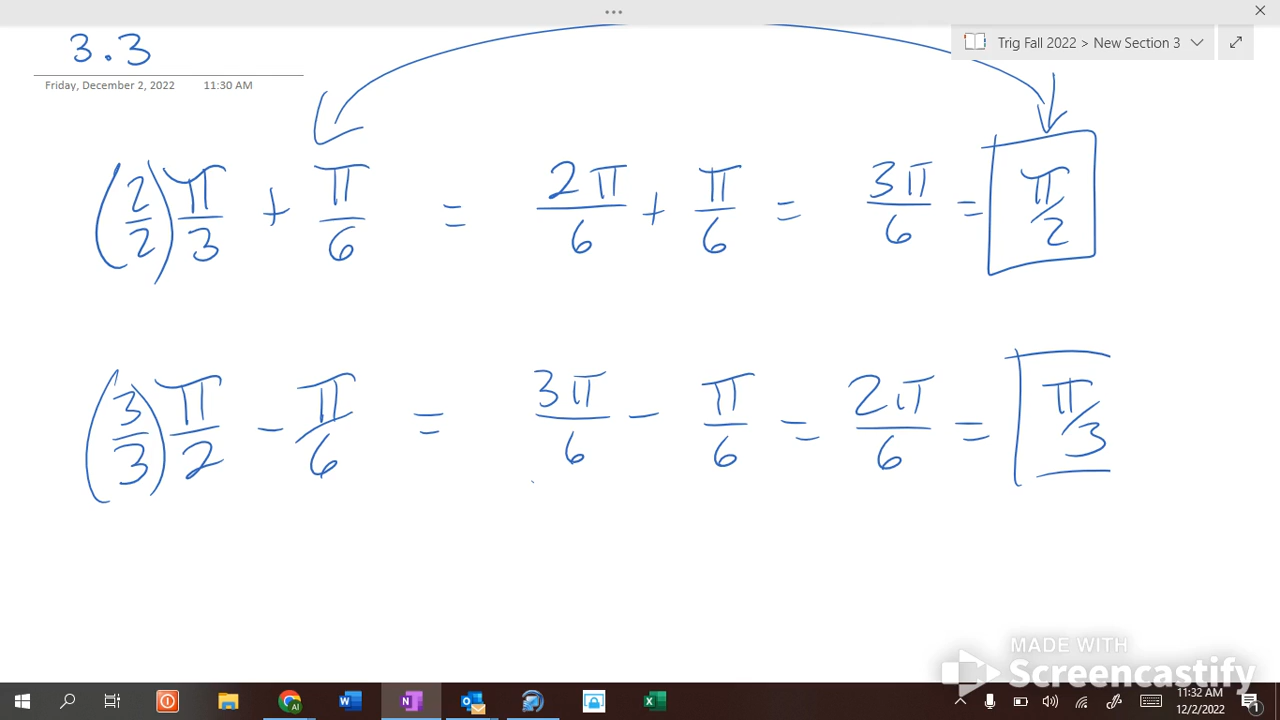 ...
3.3
Trig Fall 2022 > New Section 3
Friday, December 2, 2022 11:30 AM
(2/2) π/3 + π/6 = 2π/6 + π/6 = 3π/6 = π/2
(3/3) π/2 - π/6 = 3π/6 - π/6 = 2π/6 = π/3
MADE WITH
Screencastify
11:32 AM
12/2/2022